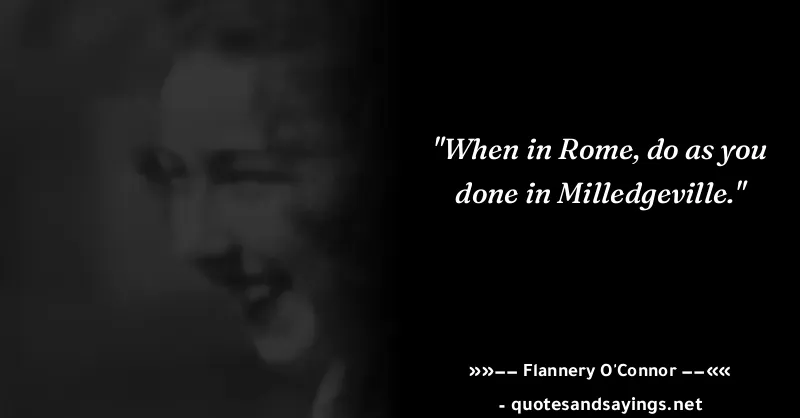 "When in Rome, do as you
done in Milledgeville."
»»–– Flannery O'Connor ––««
- quotesandsayings.net